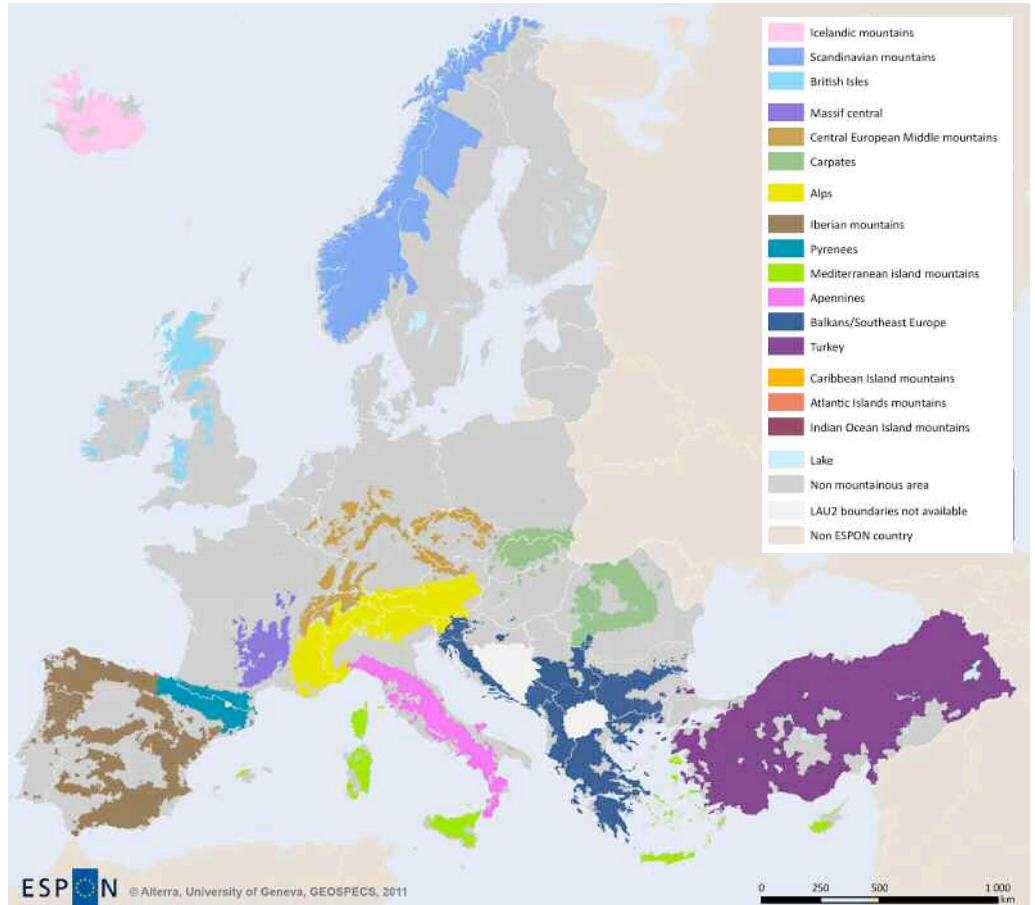 Icelandic mountains
Scandinavian mountains
British Isles
Massif central
Central European Middle mountains
Carpates
Alps
Iberian mountains
Pyrenees
Mediterranean island mountains
Apennines
Balkans/Southeast Europe
Turkey
Caribbean Island mountains
Atlantic Islands mountains
Indian Ocean Island mountains
Lake
Non mountainous area
LAU2 boundaries not available
Non ESPON country
ESPON © Alterra, University of Geneva, GEOSPECS, 2011
0 250 500 1 000
km